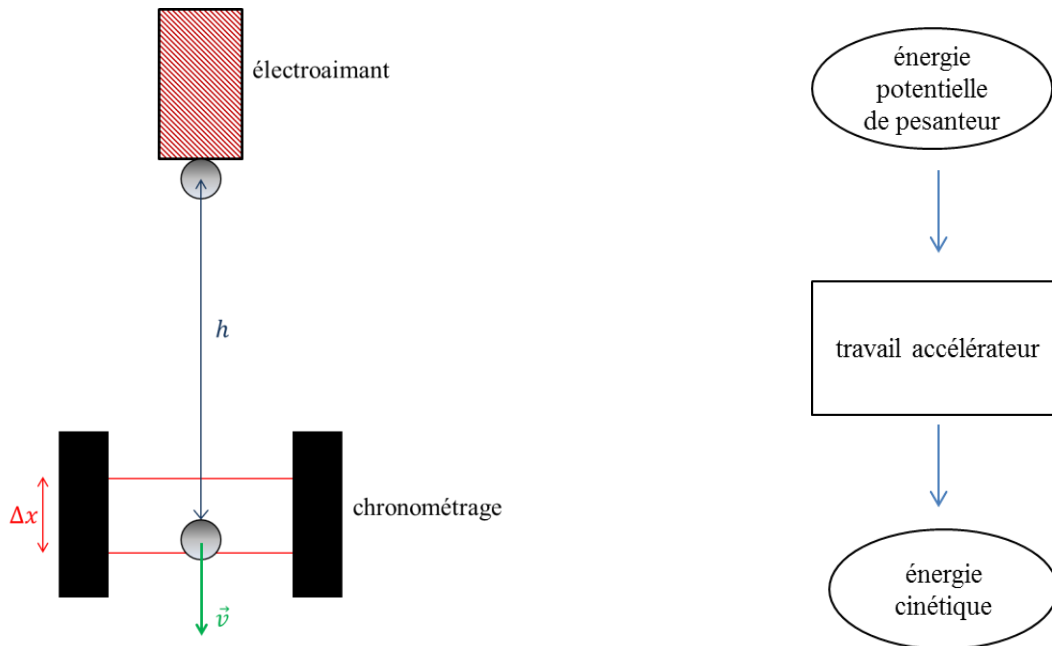 électroaimant
h
Δx
chronométrage
v⃗
énergie
potentielle
de pesanteur
travail accélérateur
énergie
cinétique